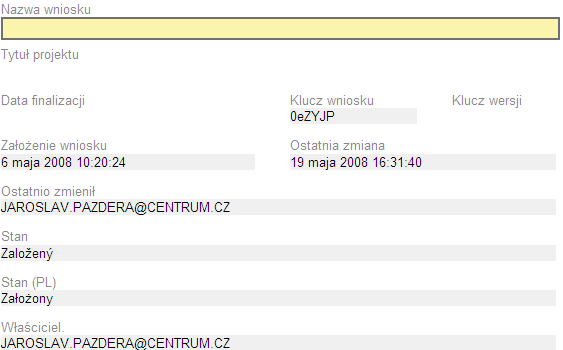 Nazwa wniosku
Tytuł projektu
Data finalizacji Klucz wniosku Klucz wersji
0eZYJP
Założenie wniosku Ostatnia zmiana
6 maja 2008 10:20:24 19 maja 2008 16:31:40
Ostatnio zmienił
JAROSLAV.PAZDERA@CENTRUM.CZ
Stan
Založený
Stan (PL)
Założony
Właściciel.
JAROSLAV.PAZDERA@CENTRUM.CZ